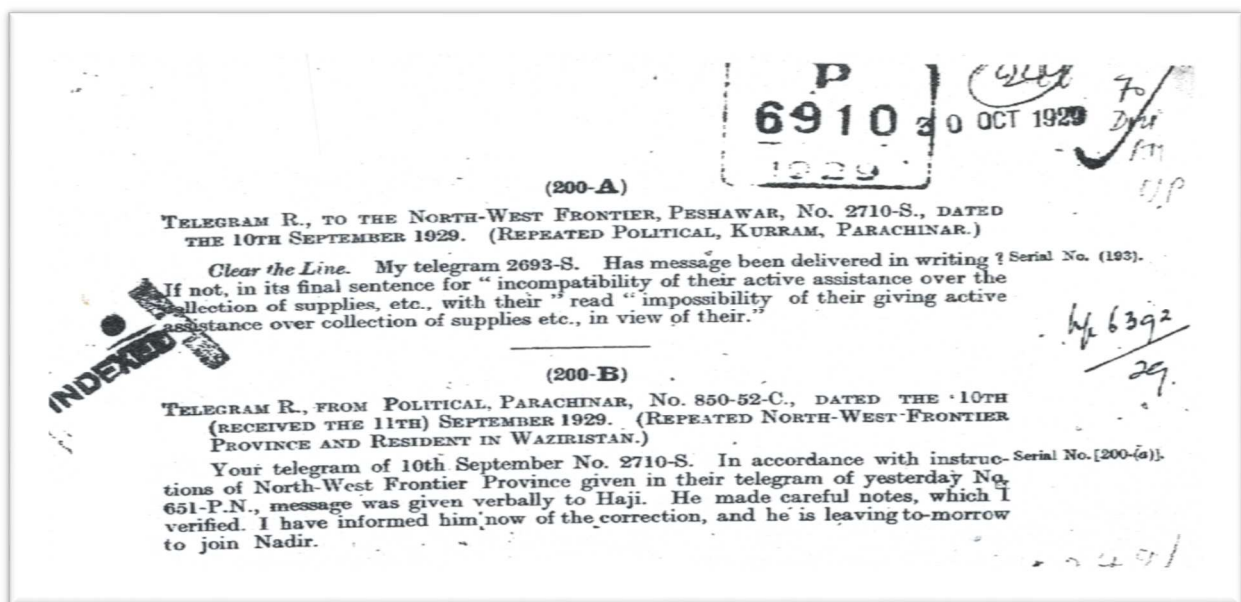 P
6910
30 OCT 1929
1929
To
(200-A)
TELEGRAM R., TO THE NORTH-WEST FRONTIER, PESHAWAR, No. 2710-S., DATED
THE 10TH SEPTEMBER 1929. (REPEATED POLITICAL, KURRAM, PARACHINAR.)
Clear the Line. My telegram 2693-S. Has message been delivered in writing ? Serial No. (193).
If not, in its final sentence for “ incompatibility of their active assistance over the
collection of supplies, etc., with their ” read “ impossibility of their giving active
assistance over collection of supplies etc., in view of their.”
INDEXED
6392
29.
(200-B)
TELEGRAM R., FROM POLITICAL, PARACHINAR, No. 850-52-C., DATED THE 10TH
(RECEIVED THE 11TH) SEPTEMBER 1929. (REPEATED NORTH-WEST FRONTIER
PROVINCE AND RESIDENT IN WAZIRISTAN.)
Your telegram of 10th September No. 2710-S. In accordance with instruc- Serial No. [200-(a)].
tions of North-West Frontier Province given in their telegram of yesterday No.
651-P.N., message was given verbally to Haji. He made careful notes, which I
verified. I have informed him now of the correction, and he is leaving to-morrow
to join Nadir.